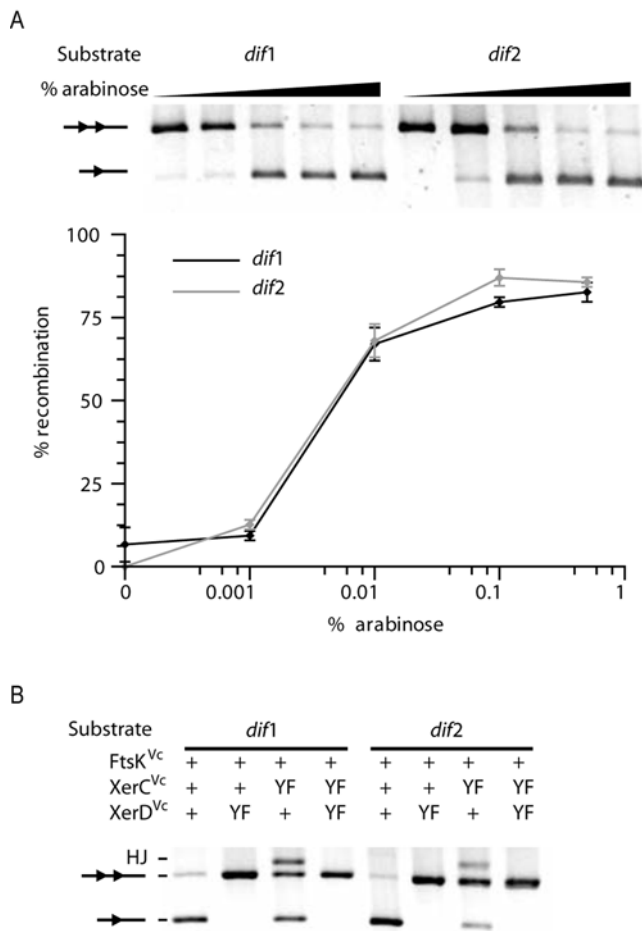 A
Substrate dif1 dif2
% arabinose
100
75
50
25
0
% recombination
dif1
dif2
0 0.001 0.01 0.1 1
% arabinose
B
Substrate dif1 dif2
FtsK^Vc + + + + + + + +
XerC^Vc + + YF YF + + YF YF
XerD^Vc + YF + YF + YF + YF
HJ